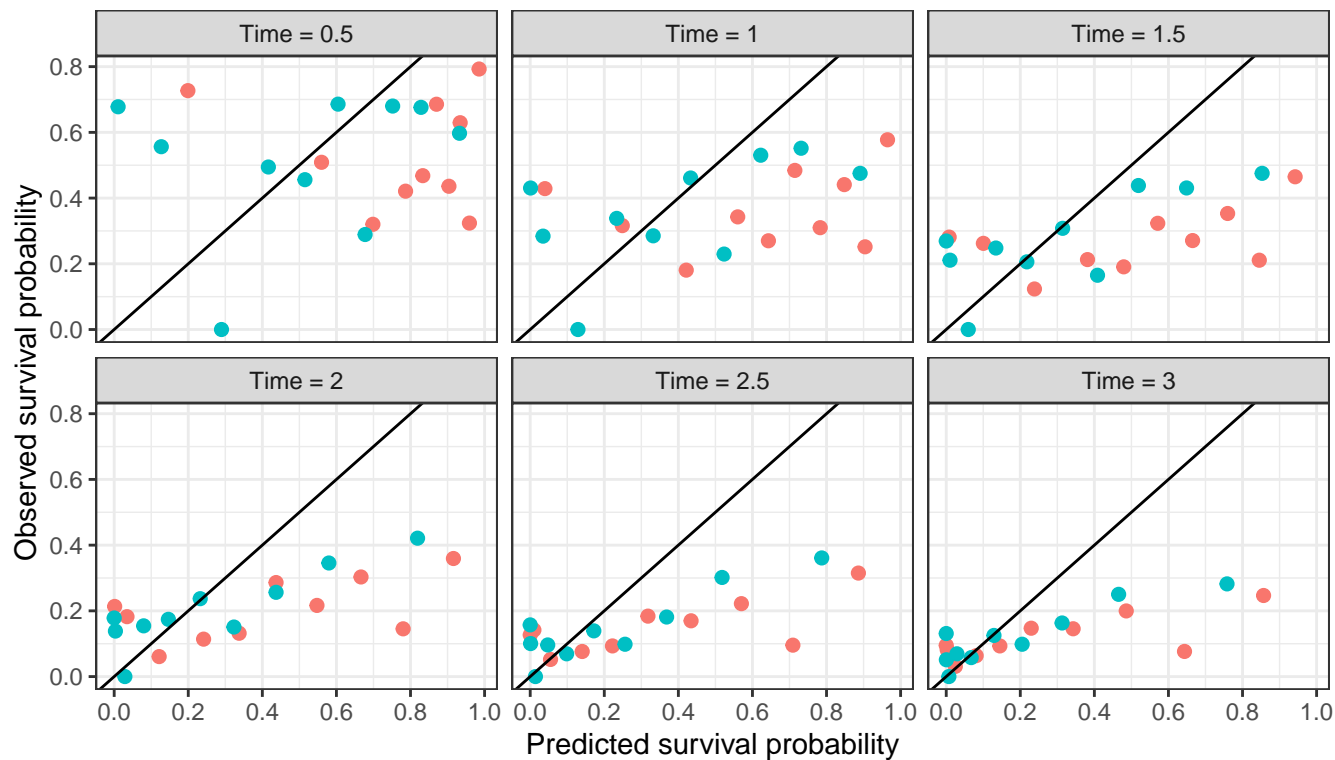 Time = 0.5
Time = 1
Time = 1.5
0.8
0.6
0.4
0.2
0.0
Time = 2
Time = 2.5
Time = 3
0.8
0.6
0.4
0.2
0.0
0.0 0.2 0.4 0.6 0.8 1.0
0.0 0.2 0.4 0.6 0.8 1.0
0.0 0.2 0.4 0.6 0.8 1.0
Observed survival probability
Predicted survival probability